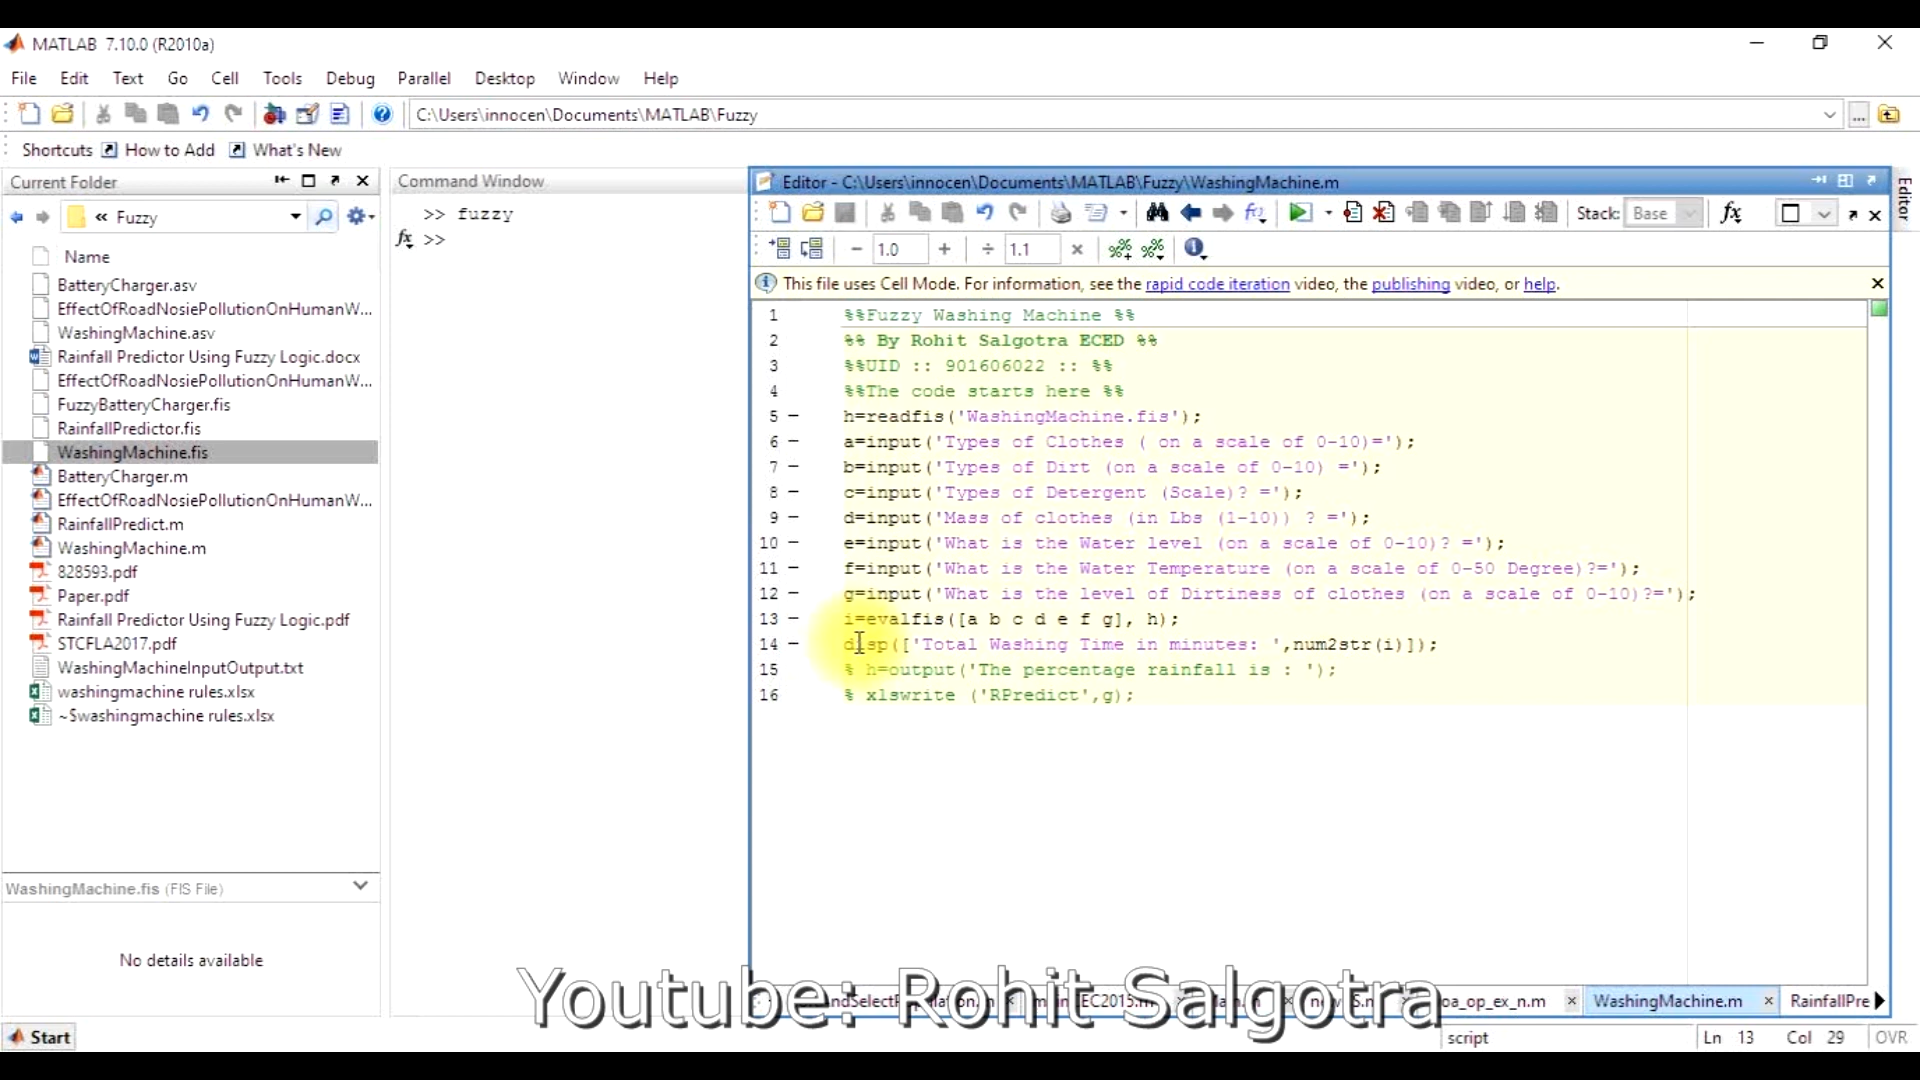 MATLAB 7.10.0 (R2010a)
File Edit Text Go Cell Tools Debug Parallel Desktop Window Help
C:\Users\innocen\Documents\MATLAB\Fuzzy
Shortcuts How to Add What's New
Current Folder
« Fuzzy
Name
BatteryCharger.asv
EffectOfRoadNosiePollutionOnHumanW...
WashingMachine.asv
Rainfall Predictor Using Fuzzy Logic.docx
EffectOfRoadNosiePollutionOnHumanW...
FuzzyBatteryCharger.fis
RainfallPredictor.fis
WashingMachine.fis
BatteryCharger.m
EffectOfRoadNosiePollutionOnHumanW...
RainfallPredict.m
WashingMachine.m
828593.pdf
Paper.pdf
Rainfall Predictor Using Fuzzy Logic.pdf
STCFLA2017.pdf
WashingMachineInputOutput.txt
washingmachine rules.xlsx
~$washingmachine rules.xlsx
WashingMachine.fis (FIS File)
No details available
Start
Command Window
>> fuzzy
fx >>
Editor - C:\Users\innocen\Documents\MATLAB\Fuzzy\WashingMachine.m
Editor
Stack: Base fx
- 1.0 + ÷ 1.1 ×
This file uses Cell Mode. For information, see the rapid code iteration video, the publishing video, or help.
1 %%Fuzzy Washing Machine %%
2 %% By Rohit Salgotra ECED %%
3 %%UID :: 901606022 :: %%
4 %%The code starts here %%
5 - h=readfis('WashingMachine.fis');
6 - a=input('Types of Clothes ( on a scale of 0-10)=');
7 - b=input('Types of Dirt (on a scale of 0-10) =');
8 - c=input('Types of Detergent (Scale)? =');
9 - d=input('Mass of clothes (in Lbs (1-10)) ? =');
10 - e=input('What is the Water level (on a scale of 0-10)? =');
11 - f=input('What is the Water Temperature (on a scale of 0-50 Degree)?=');
12 - g=input('What is the level of Dirtiness of clothes (on a scale of 0-10)?=');
13 - i=evalfis([a b c d e f g], h);
14 - disp(['Total Washing Time in minutes: ',num2str(i)]);
15 % h=output('The percentage rainfall is : ');
16 % xlswrite ('RPredict',g);
oa_op_ex_n.m WashingMachine.m RainfallPre
Youtube: Rohit Salgotra
script Ln 13 Col 29 OVR